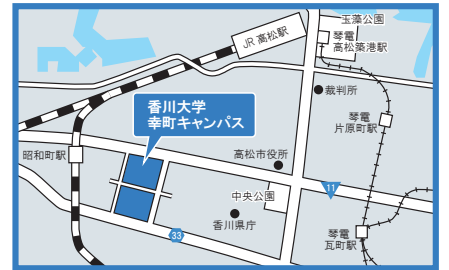 玉藻公園
JR 高松駅
琴電
高松築港駅
裁判所
香川大学
幸町キャンパス
琴電
片原町駅
昭和町駅
高松市役所
11
中央公園
香川県庁
33
琴電
瓦町駅